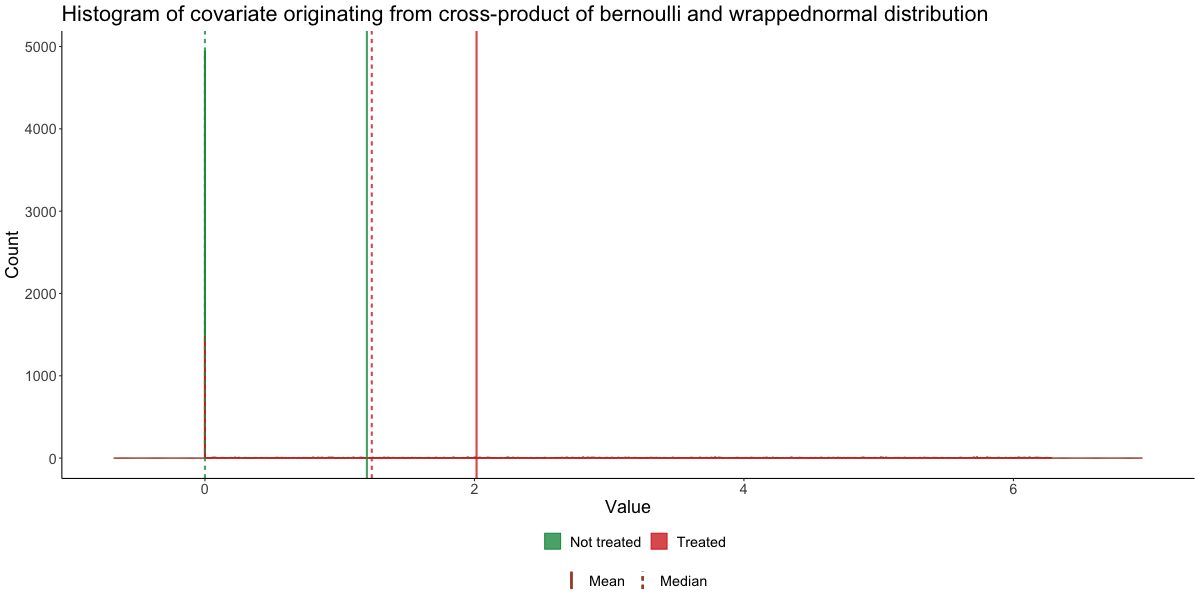 Histogram of covariate originating from cross-product of bernoulli and wrappednormal distribution
5000
4000
3000
2000
1000
0
Count
0 2 4 6
Value
Not treated Treated
Mean Median